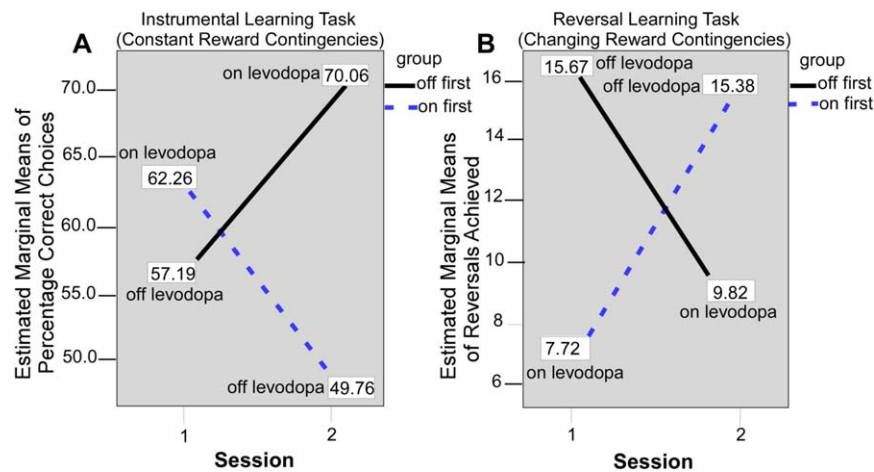 Instrumental Learning Task
(Constant Reward Contingencies)
A
group
off first
on first
Estimated Marginal Means of
Percentage Correct Choices
70.0
65.0
60.0
55.0
50.0
on levodopa 70.06
on levodopa
62.26
57.19
off levodopa
off levodopa 49.76
1
2
Session
Reversal Learning Task
(Changing Reward Contingencies)
B
group
off first
on first
Estimated Marginal Means
of Reversals Achieved
16
14
12
10
8
6
15.67 off levodopa
off levodopa 15.38
9.82
on levodopa
7.72
on levodopa
1
2
Session